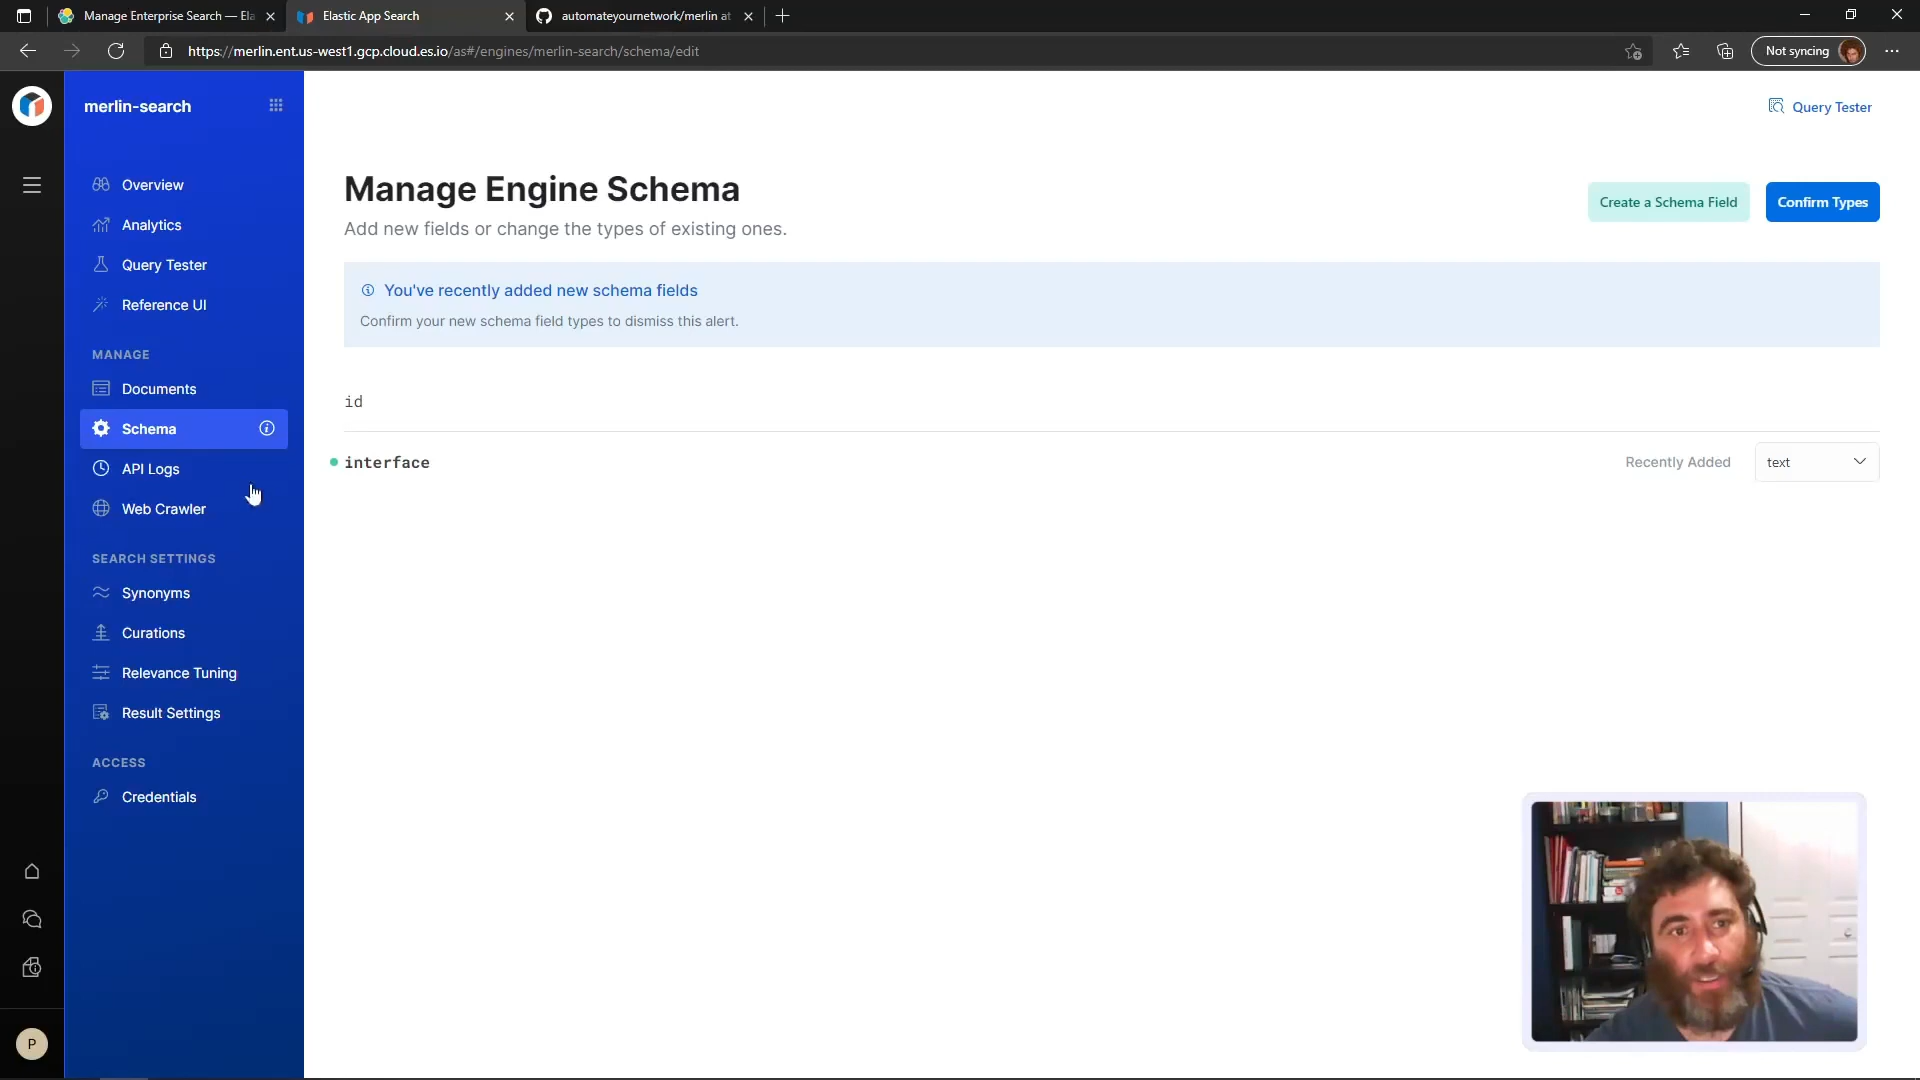 Manage Enterprise Search — Ela
Elastic App Search
automateyournetwork/merlin at
https://merlin.ent.us-west1.gcp.cloud.es.io/as#/engines/merlin-search/schema/edit
Not syncing
merlin-search
Query Tester
Overview
Analytics
Query Tester
Reference UI
MANAGE
Documents
Schema
API Logs
Web Crawler
SEARCH SETTINGS
Synonyms
Curations
Relevance Tuning
Result Settings
ACCESS
Credentials
P
Manage Engine Schema
Add new fields or change the types of existing ones.
Create a Schema Field
Confirm Types
You've recently added new schema fields
Confirm your new schema field types to dismiss this alert.
id
interface
Recently Added
text